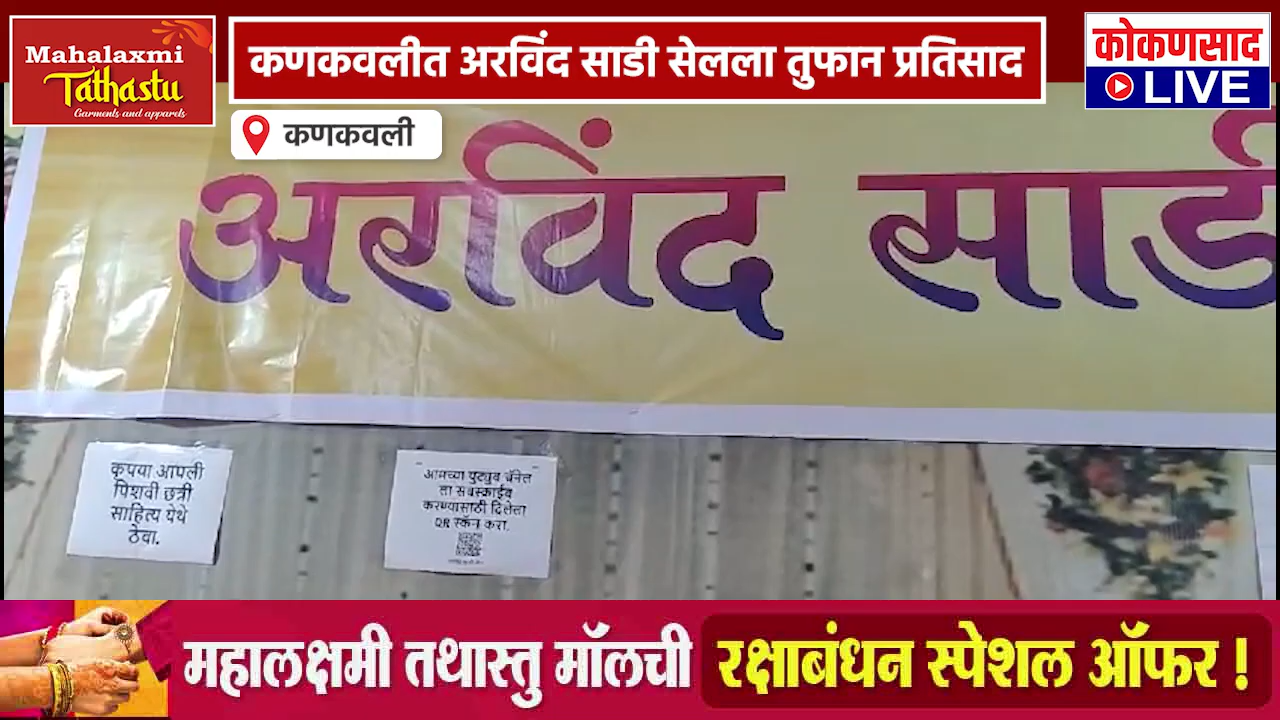 Mahalaxmi
Tathastu
Garments and apparels
कणकवलीत अरविंद साडी सेलला तुफान प्रतिसाद
कोकणसाद
LIVE
कणकवली
अरविंद साडी
कृपया आपली
पिशवी छत्री
साहित्य येथे
ठेवा.
आमच्या युट्युब चॅनेल
ला सबस्क्राईब
करण्यासाठी दिलेला
QR स्कॅन करा.
महालक्ष्मी तथास्तु मॉलची रक्षाबंधन स्पेशल ऑफर !